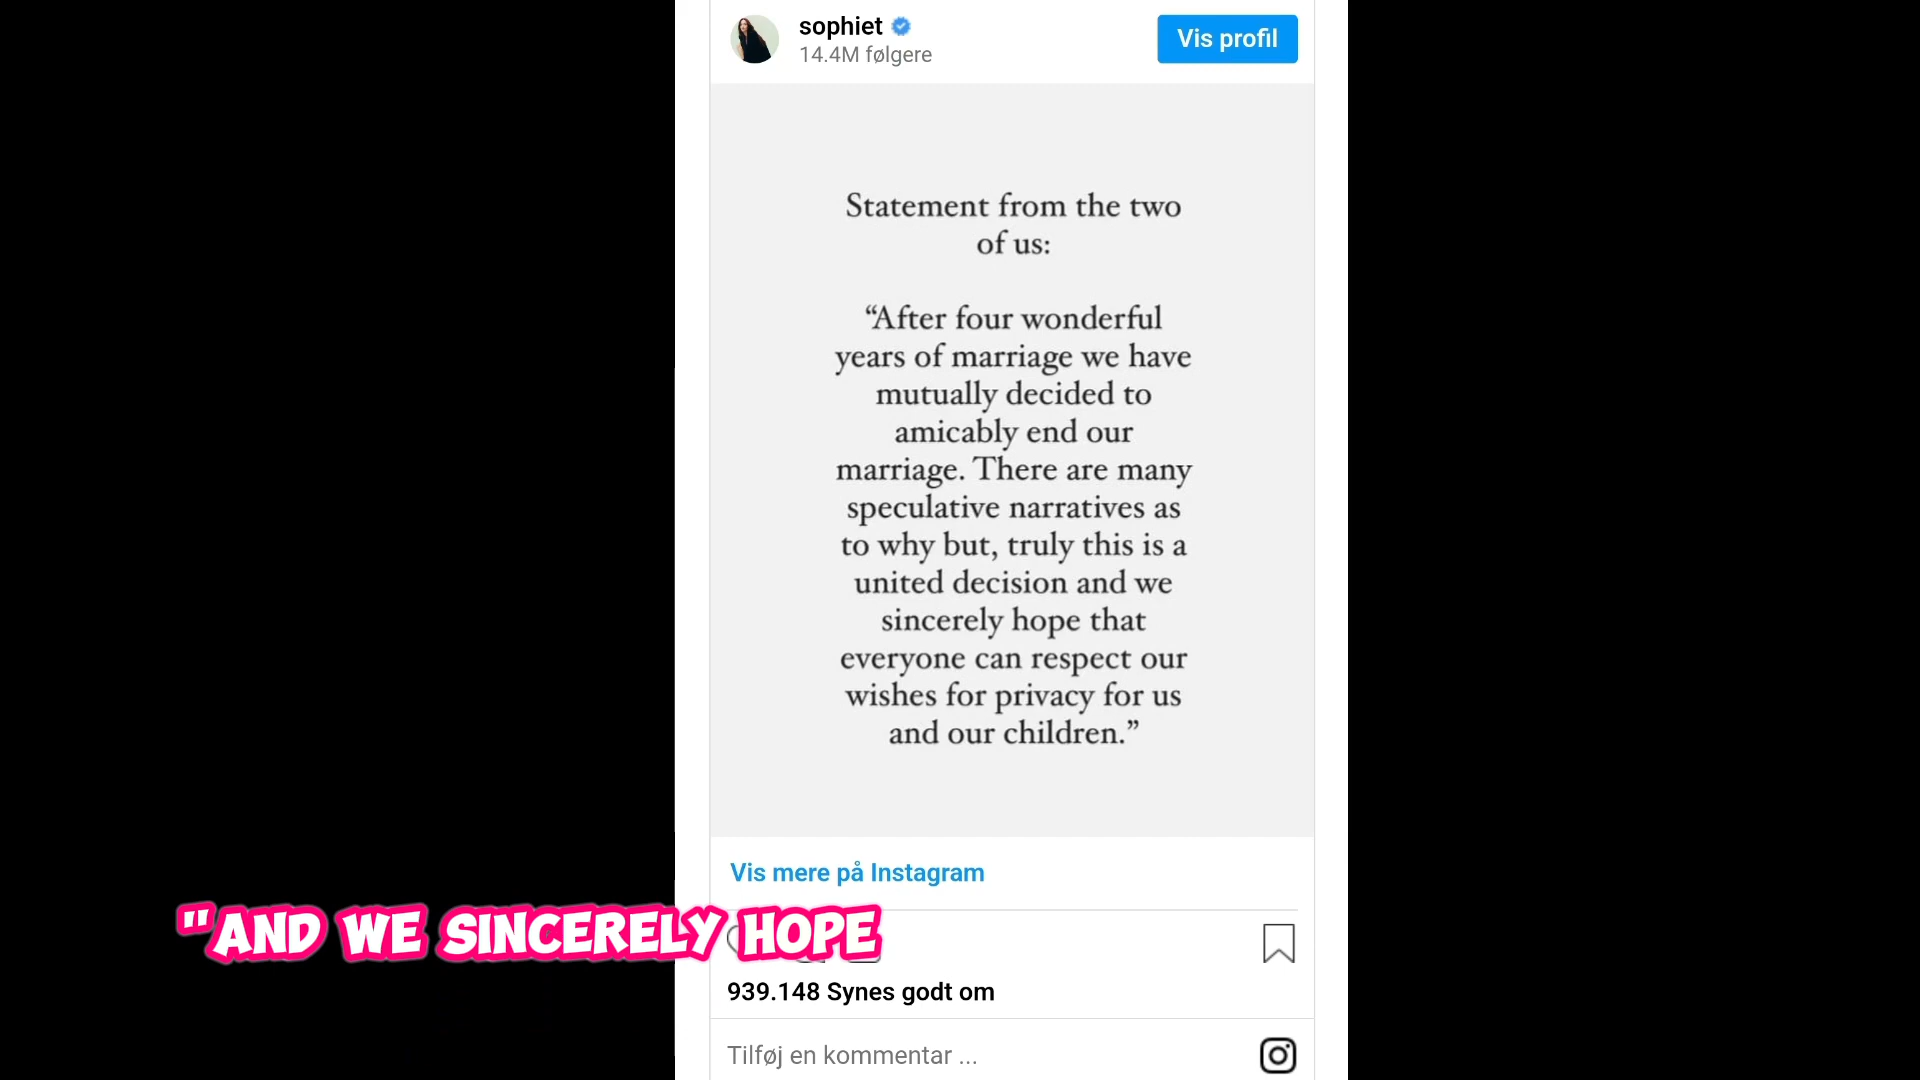 sophiet
14.4M følgere
Vis profil
Statement from the two
of us:
“After four wonderful
years of marriage we have
mutually decided to
amicably end our
marriage. There are many
speculative narratives as
to why but, truly this is a
united decision and we
sincerely hope that
everyone can respect our
wishes for privacy for us
and our children.”
Vis mere på Instagram
"AND WE SINCERELY HOPE
939.148 Synes godt om
Tilføj en kommentar ...